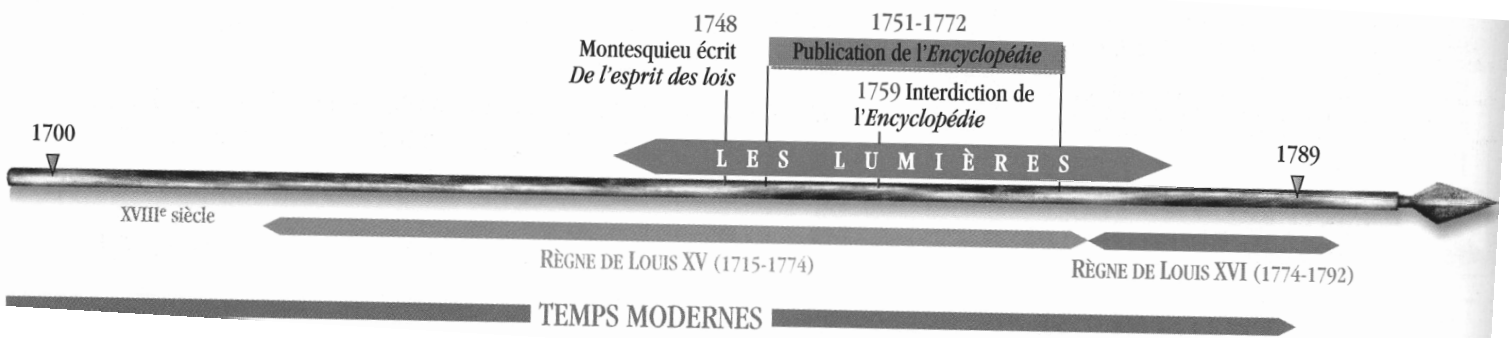 1748
Montesquieu écrit
De l'esprit des lois
1751-1772
Publication de l'Encyclopédie
1759 Interdiction de
l'Encyclopédie
1700
LES LUMIÈRES
1789
XVIIIe siècle
RÈGNE DE LOUIS XV (1715-1774)
RÈGNE DE LOUIS XVI (1774-1792)
TEMPS MODERNES